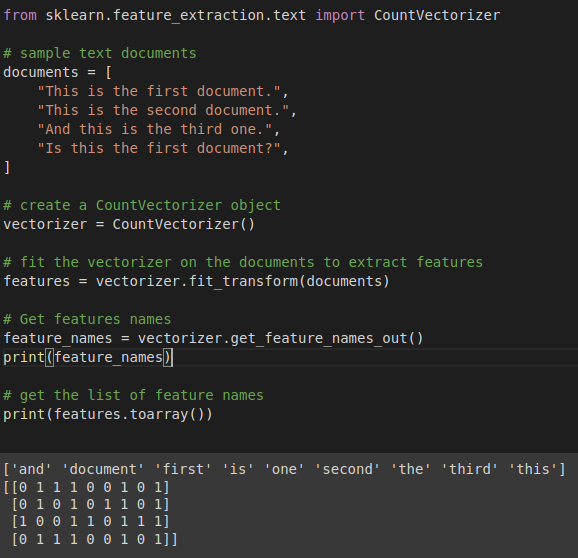 from sklearn.feature_extraction.text import CountVectorizer

# sample text documents
documents = [
    "This is the first document.",
    "This is the second document.",
    "And this is the third one.",
    "Is this the first document?",
]

# create a CountVectorizer object
vectorizer = CountVectorizer()

# fit the vectorizer on the documents to extract features
features = vectorizer.fit_transform(documents)

# Get features names
feature_names = vectorizer.get_feature_names_out()
print(feature_names)

# get the list of feature names
print(features.toarray())

['and' 'document' 'first' 'is' 'one' 'second' 'the' 'third' 'this']
[[0 1 1 1 0 0 1 0 1]
 [0 1 0 1 0 1 1 0 1]
 [1 0 0 1 1 0 1 1 1]
 [0 1 1 1 0 0 1 0 1]]